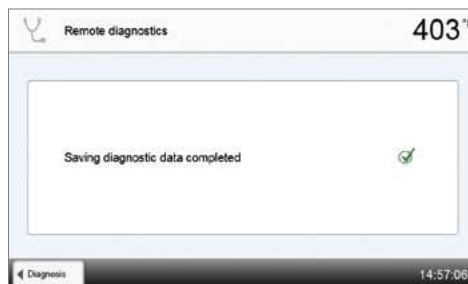 Remote diagnostics
403
Saving diagnostic data completed
Diagnosis
14:57:06